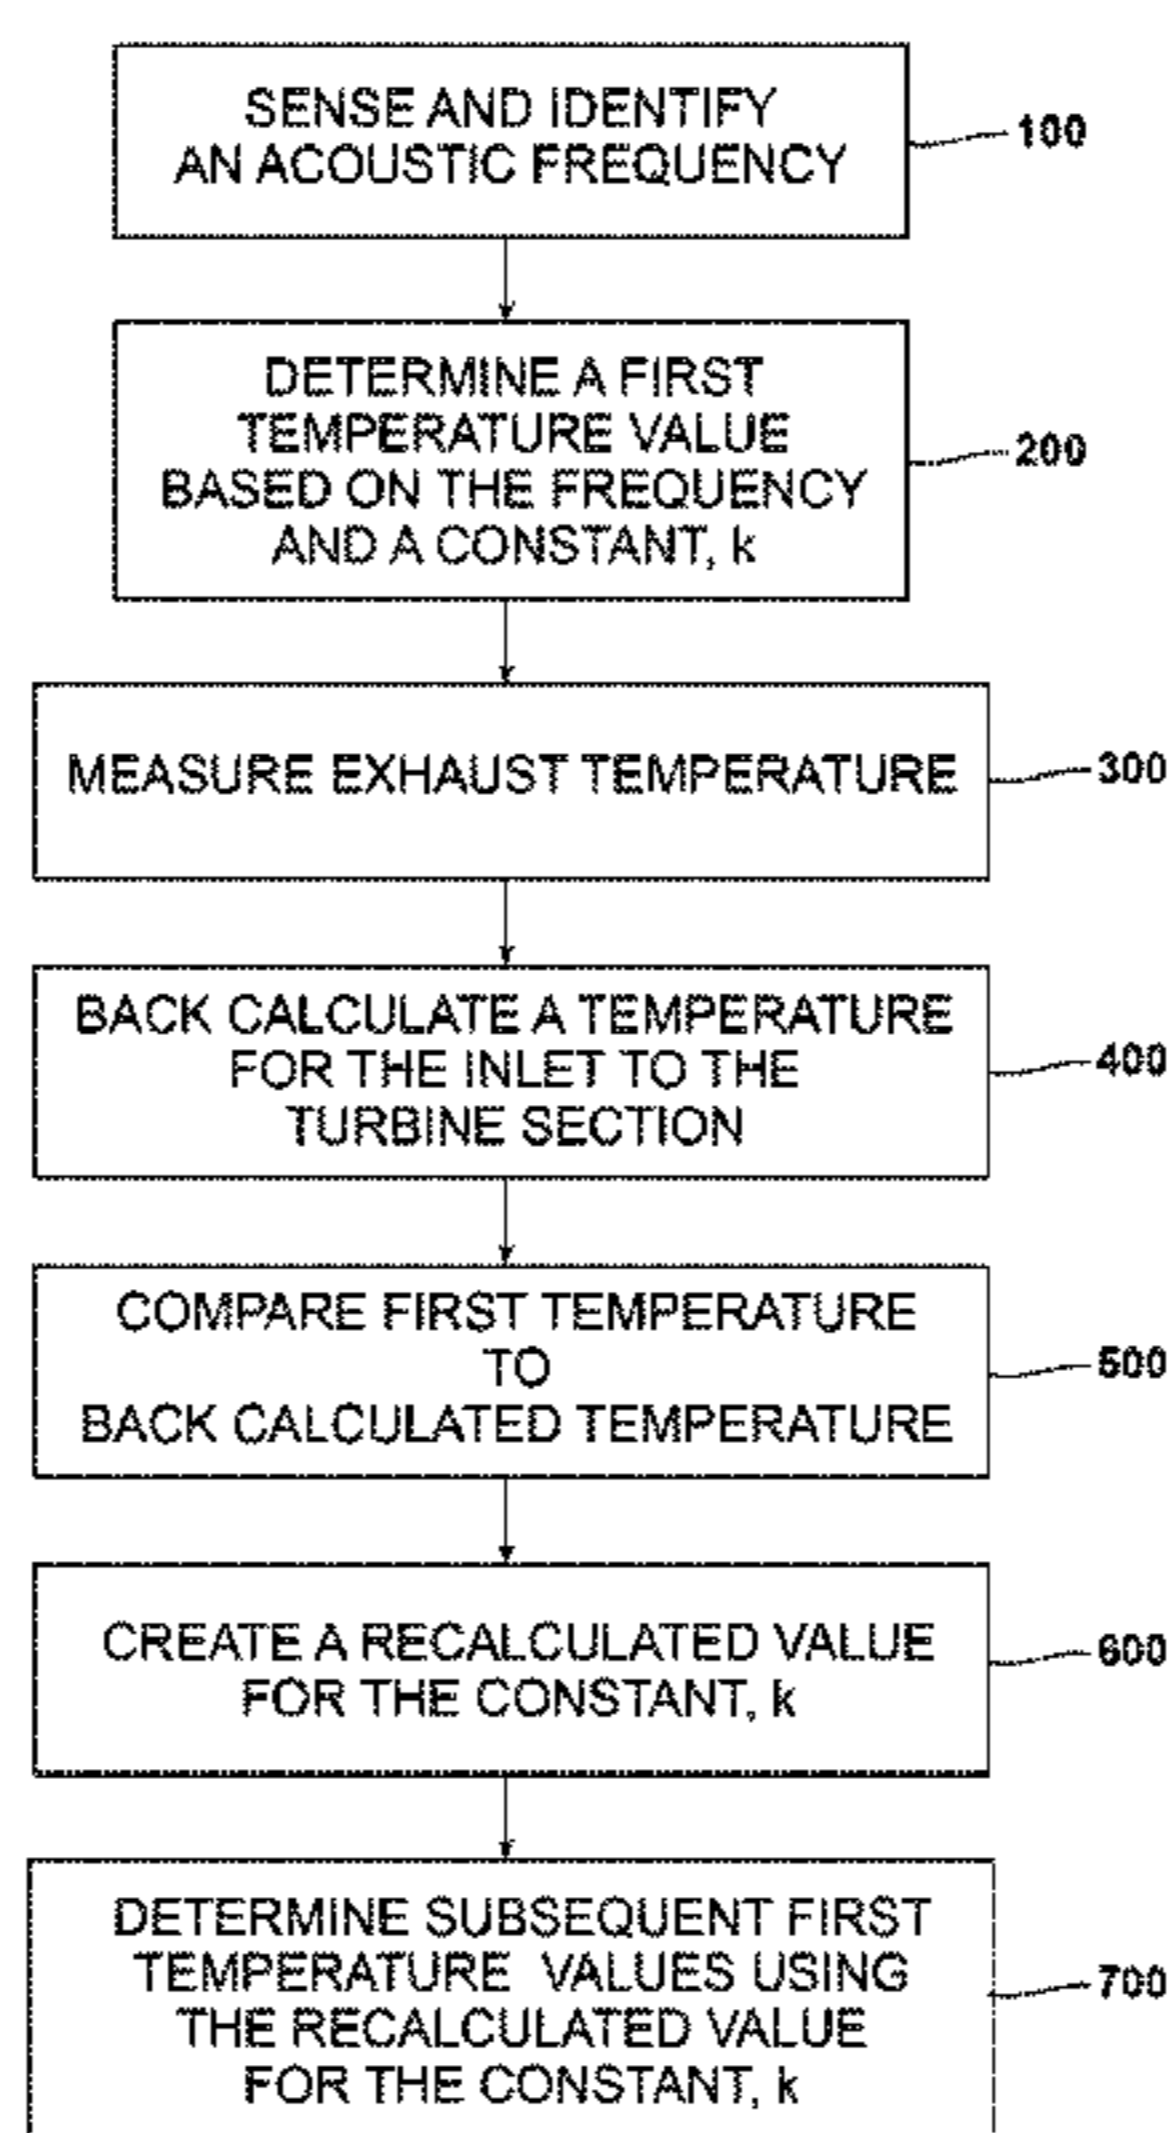 SENSE AND IDENTIFY
AN ACOUSTIC FREQUENCY
100
DETERMINE A FIRST
TEMPERATURE VALUE
BASED ON THE FREQUENCY
AND A CONSTANT, k
200
MEASURE EXHAUST TEMPERATURE
300
BACK CALCULATE A TEMPERATURE
FOR THE INLET TO THE
TURBINE SECTION
400
COMPARE FIRST TEMPERATURE
TO
BACK CALCULATED TEMPERATURE
500
CREATE A RECALCULATED VALUE
FOR THE CONSTANT, k
600
DETERMINE SUBSEQUENT FIRST
TEMPERATURE VALUES USING
THE RECALCULATED VALUE
FOR THE CONSTANT, k
700